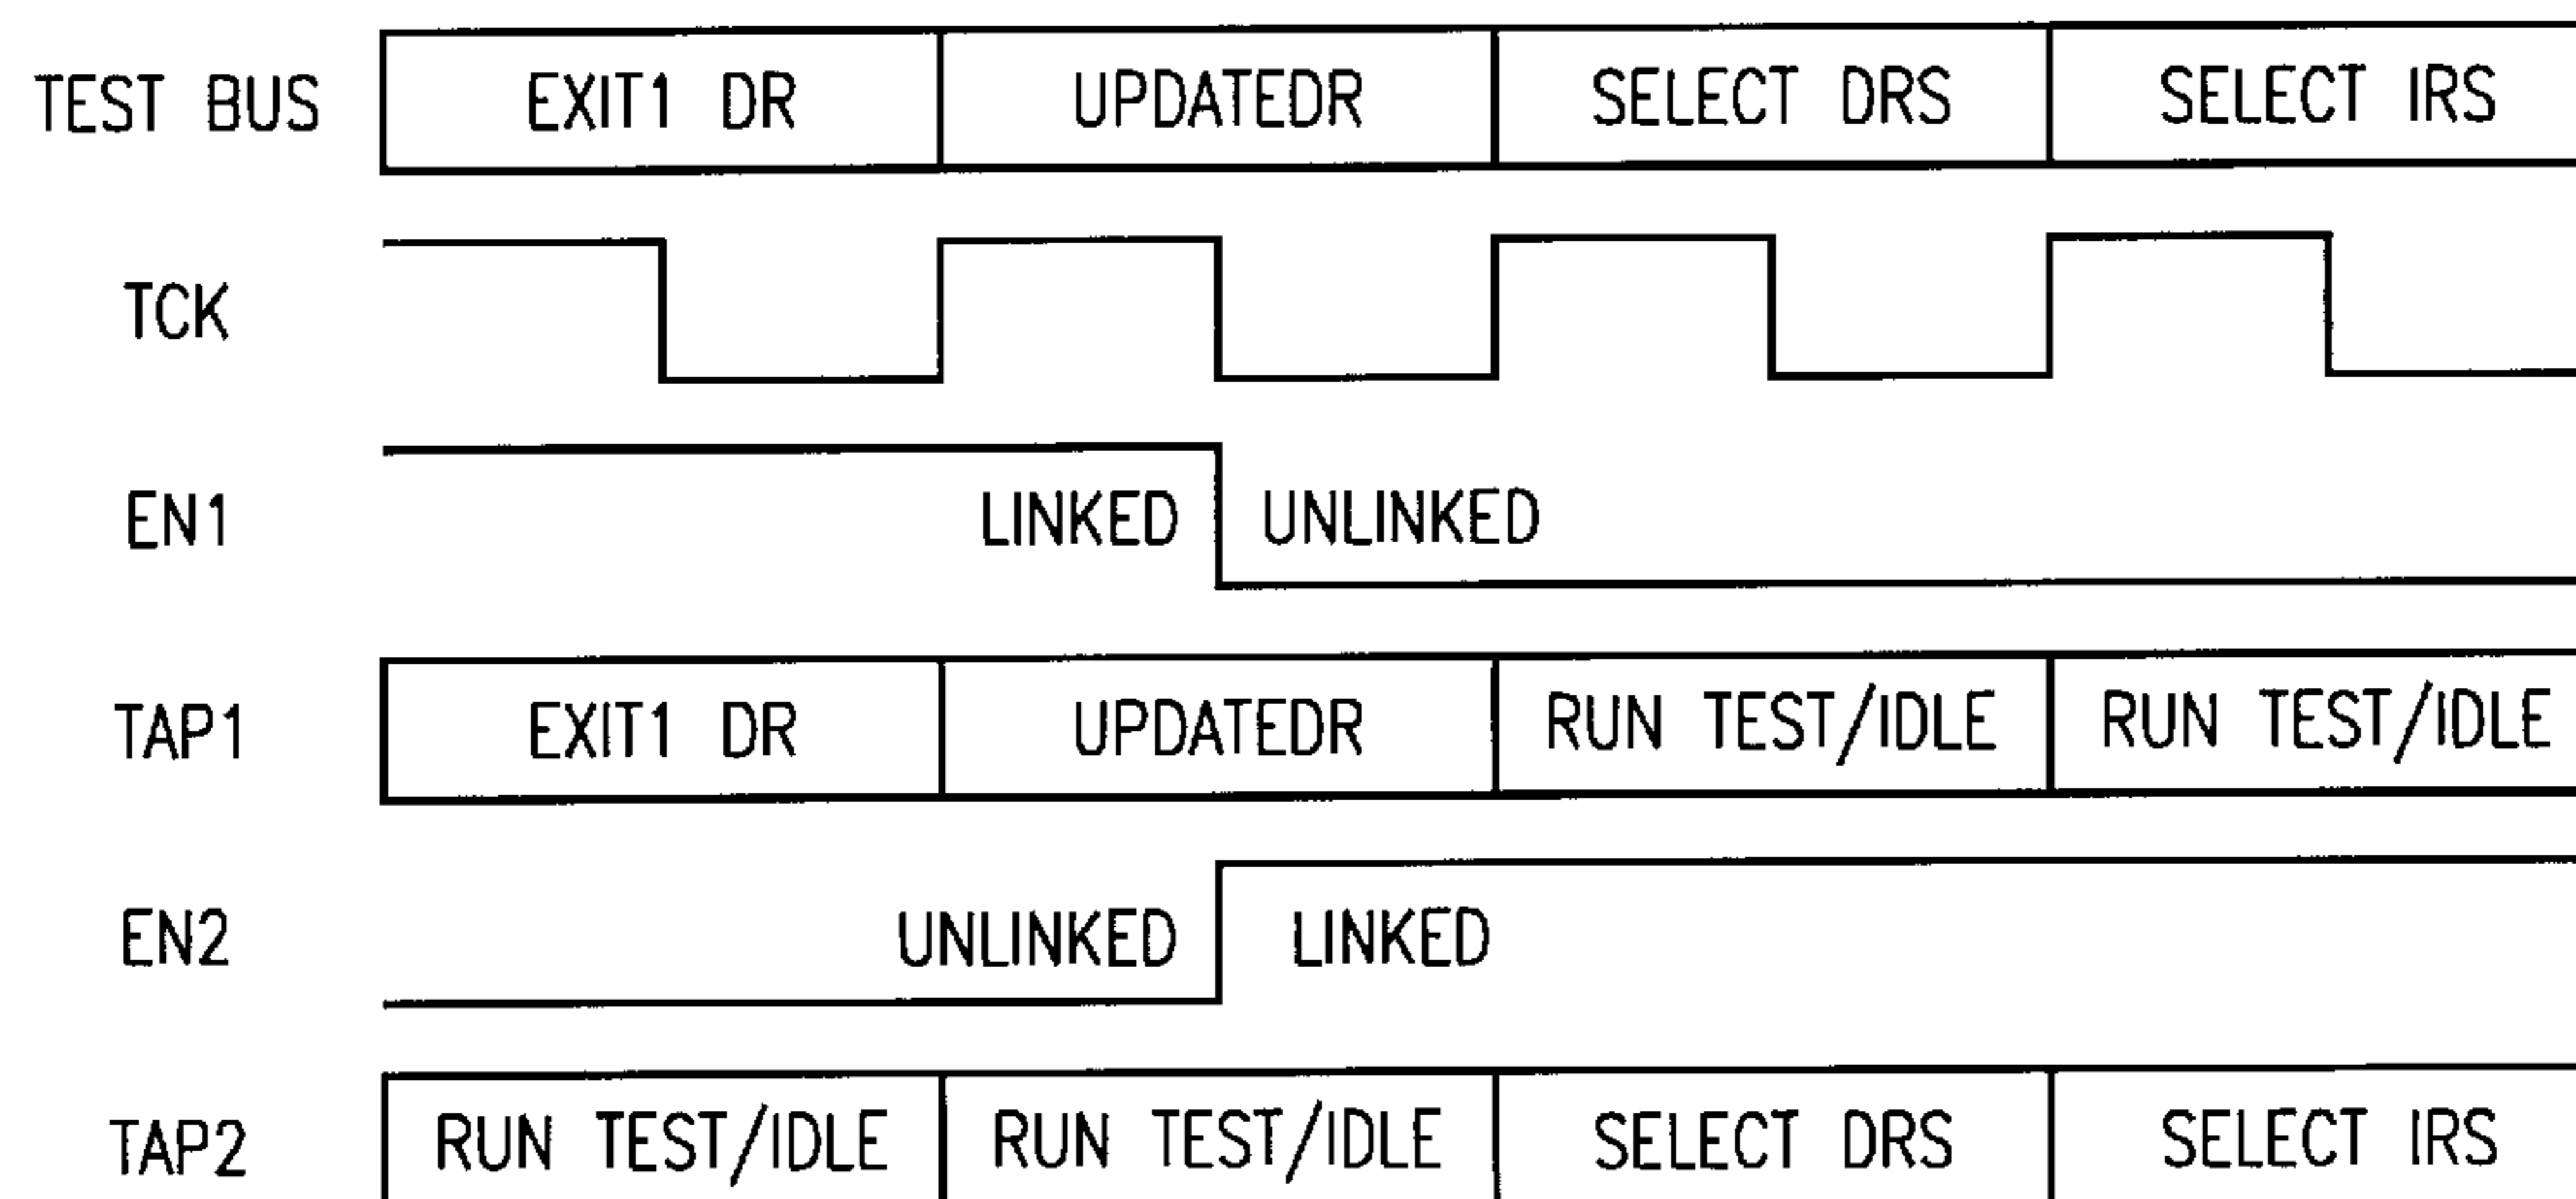 TEST BUS EXIT1 DR UPDATEDR SELECT DRS SELECT IRS
TCK
EN1 LINKED UNLINKED
TAP1 EXIT1 DR UPDATEDR RUN TEST/IDLE RUN TEST/IDLE
EN2 UNLINKED LINKED
TAP2 RUN TEST/IDLE RUN TEST/IDLE SELECT DRS SELECT IRS